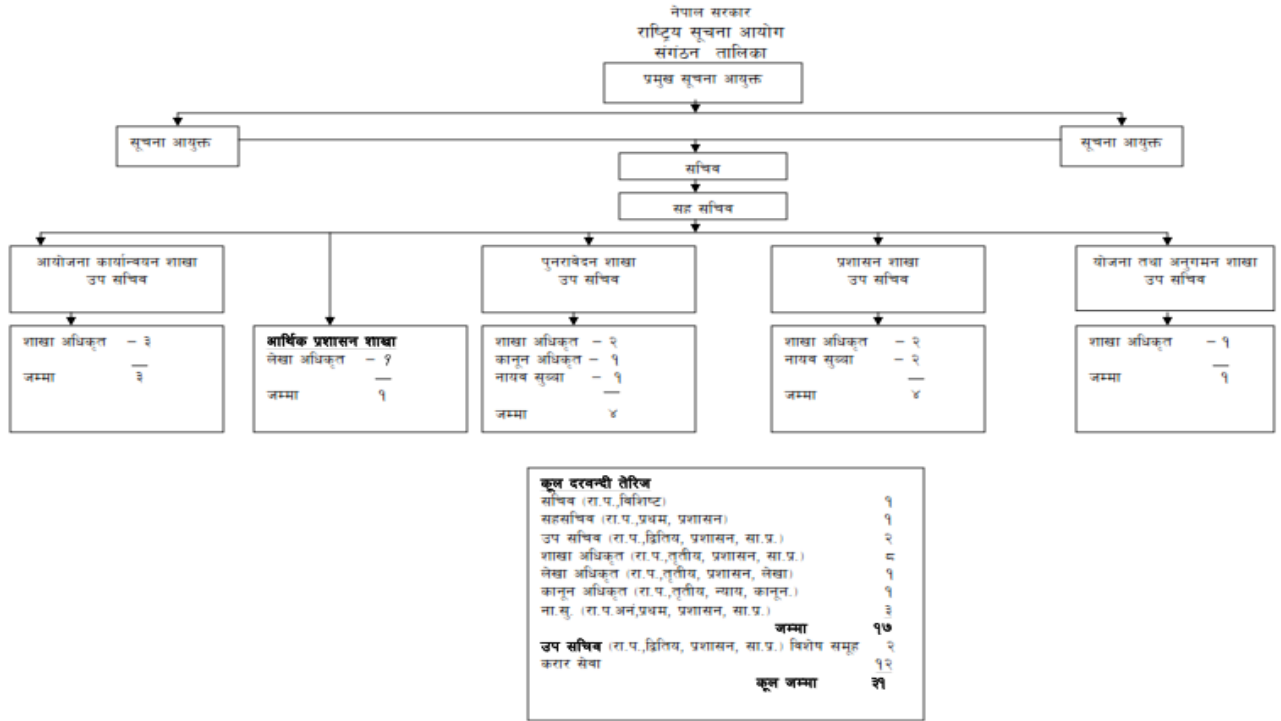 नेपाल सरकार
राष्ट्रिय सूचना आयोग
संगठन तालिका
प्रमुख सूचना आयुक्त
सूचना आयुक्त
सूचना आयुक्त
सचिव
सह सचिव
आयोजना कार्यान्वयन शाखा
उप सचिव
पुनरावेदन शाखा
उप सचिव
प्रशासन शाखा
उप सचिव
योजना तथा अनुगमन शाखा
उप सचिव
शाखा अधिकृत – ३
जम्मा ३
आर्थिक प्रशासन शाखा
लेखा अधिकृत – १
जम्मा १
शाखा अधिकृत – २
कानून अधिकृत – १
नायव सुब्बा – १
जम्मा ४
शाखा अधिकृत – २
नायव सुब्बा – २
जम्मा ४
शाखा अधिकृत – १
जम्मा १
कूल दरवन्दी तेरिज
सचिव (रा.प.,विशिष्ट) १
सहसचिव (रा.प.,प्रथम, प्रशासन) १
उप सचिव (रा.प.,द्वितिय, प्रशासन, सा.प्र.) २
शाखा अधिकृत (रा.प.,तृतीय, प्रशासन, सा.प्र.) ८
लेखा अधिकृत (रा.प.,तृतीय, प्रशासन, लेखा) १
कानून अधिकृत (रा.प.,तृतीय, न्याय, कानून.) १
ना.सु. (रा.प.अनं,प्रथम, प्रशासन, सा.प्र.) ३
जम्मा १७
उप सचिव (रा.प.,द्वितिय, प्रशासन, सा.प्र.) विशेष समूह २
करार सेवा १२
कूल जम्मा ३१